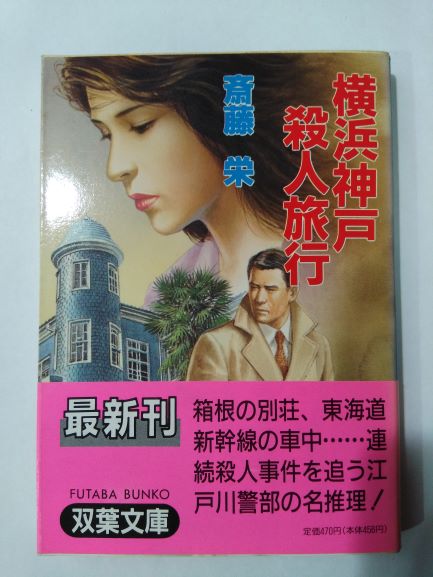 横浜神戸
殺人旅行
斎藤 栄
最新刊
FUTABA BUNKO
双葉文庫
箱根の別荘、東海道
新幹線の車中……連
続殺人事件を追う江
戸川警部の名推理！
定価470円(本体456円)